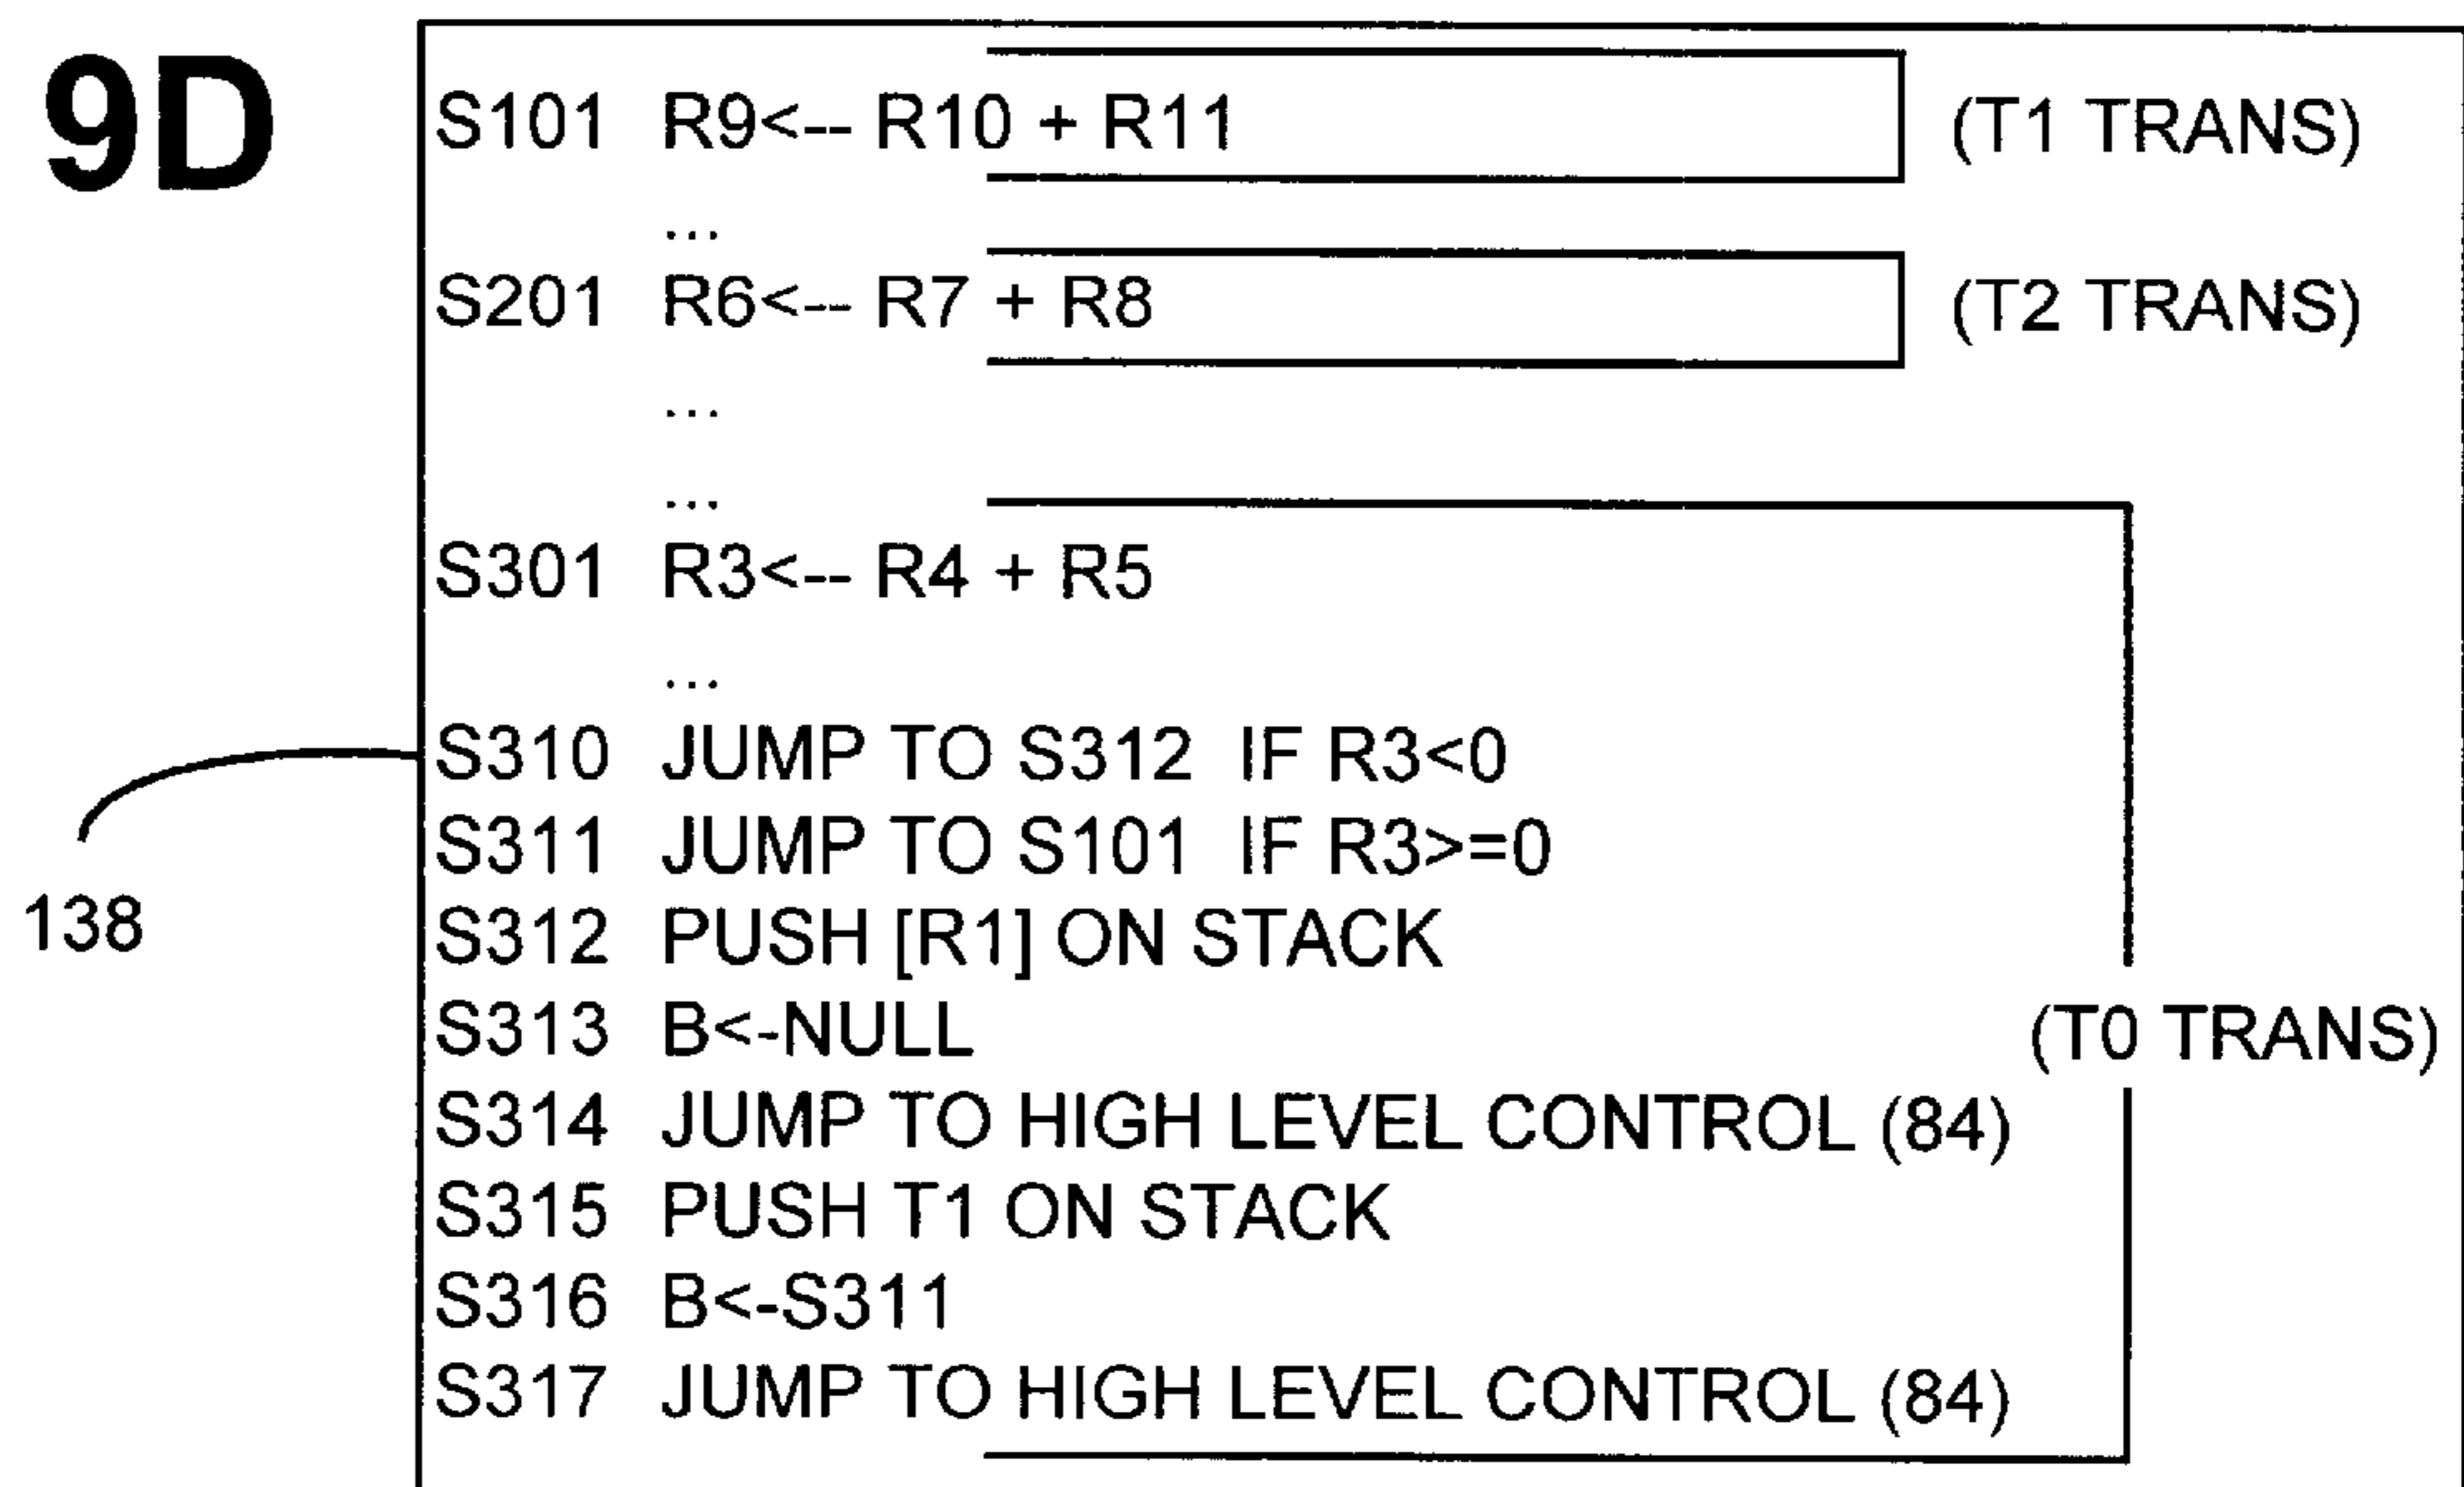 9D
S101 R9<-- R10 + R11 (T1 TRANS)
...
S201 R6<-- R7 + R8 (T2 TRANS)
...
...
S301 R3<-- R4 + R5
...
S310 JUMP TO S312 IF R3<0
S311 JUMP TO S101 IF R3>=0
138
S312 PUSH [R1] ON STACK
S313 B<-NULL (T0 TRANS)
S314 JUMP TO HIGH LEVEL CONTROL (84)
S315 PUSH T1 ON STACK
S316 B<-S311
S317 JUMP TO HIGH LEVEL CONTROL (84)